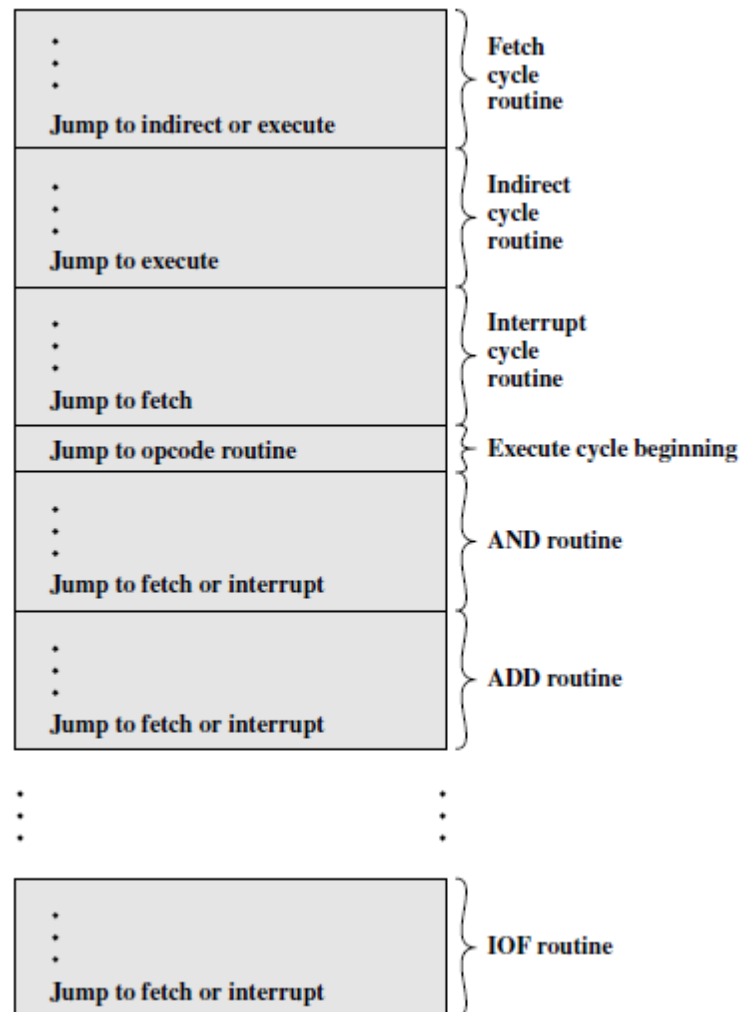 Fetch
cycle
routine
Jump to indirect or execute
Indirect
cycle
routine
Jump to execute
Interrupt
cycle
routine
Jump to fetch
Jump to opcode routine
Execute cycle beginning
AND routine
Jump to fetch or interrupt
ADD routine
Jump to fetch or interrupt
IOF routine
Jump to fetch or interrupt